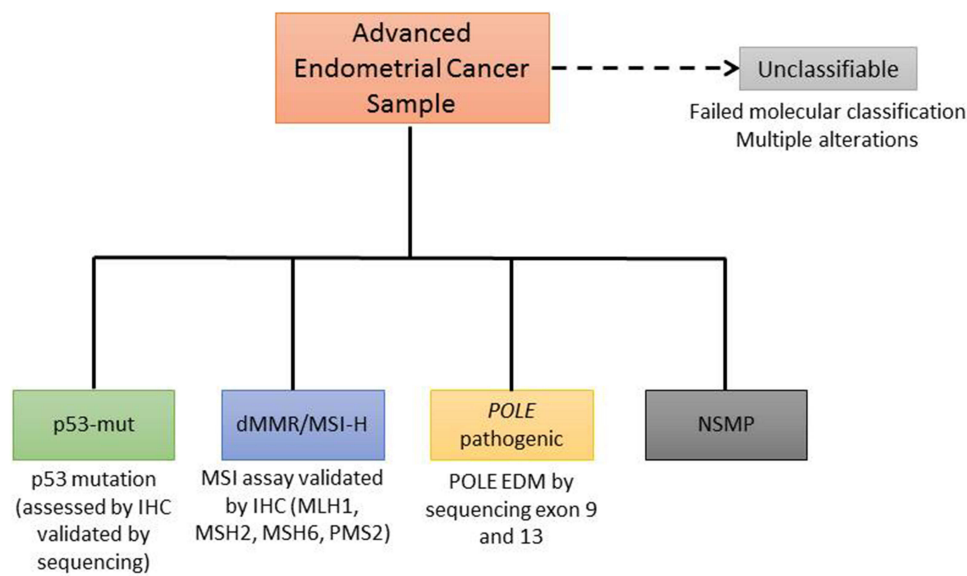 Advanced
Endometrial Cancer
Sample
Unclassifiable
Failed molecular classification
Multiple alterations
p53-mut
p53 mutation
(assessed by IHC
validated by
sequencing)
dMMR/MSI-H
MSI assay validated
by IHC (MLH1,
MSH2, MSH6, PMS2)
POLE
pathogenic
POLE EDM by
sequencing exon 9
and 13
NSMP